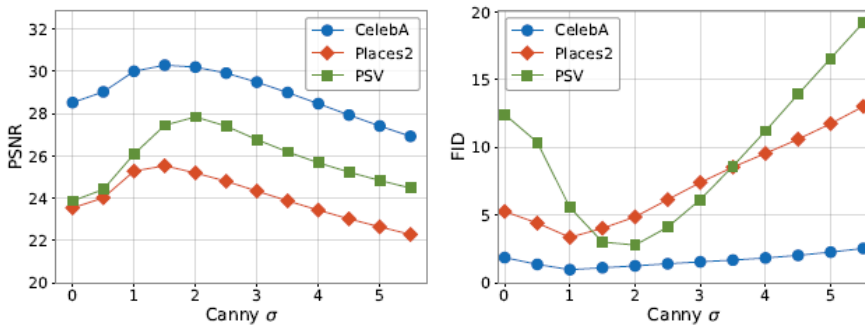 32
30
28
26
24
22
20
PSNR
CelebA
Places2
PSV
0 1 2 3 4 5
Canny σ
20
15
10
5
0
FID
CelebA
Places2
PSV
0 1 2 3 4 5
Canny σ